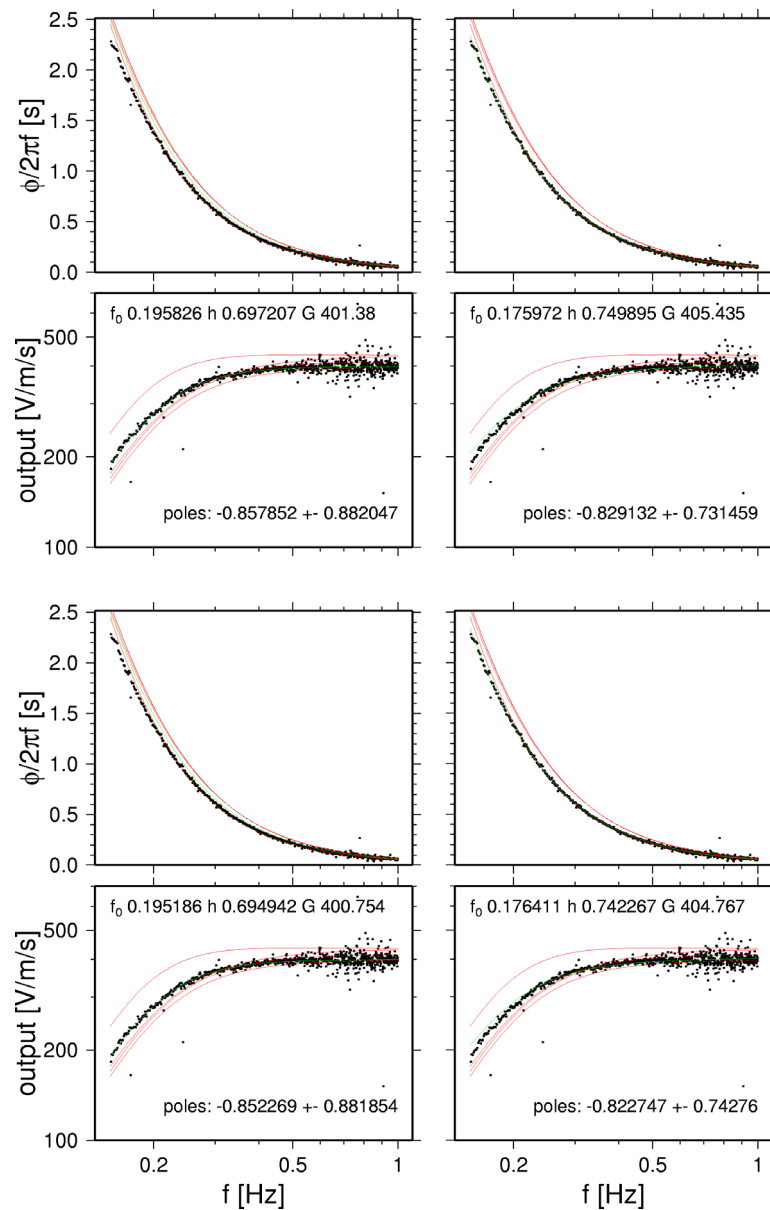 2.5
2.0
1.5
1.0
0.5
0.0
ϕ/2πf [s]
500
200
100
output [V/m/s]
f0 0.195826 h 0.697207 G 401.38
poles: -0.857852 +- 0.882047
f0 0.175972 h 0.749895 G 405.435
poles: -0.829132 +- 0.731459
2.5
2.0
1.5
1.0
0.5
0.0
ϕ/2πf [s]
500
200
100
output [V/m/s]
f0 0.195186 h 0.694942 G 400.754
poles: -0.852269 +- 0.881854
f0 0.176411 h 0.742267 G 404.767
poles: -0.822747 +- 0.74276
0.2 0.5 1
f [Hz]
0.2 0.5 1
f [Hz]